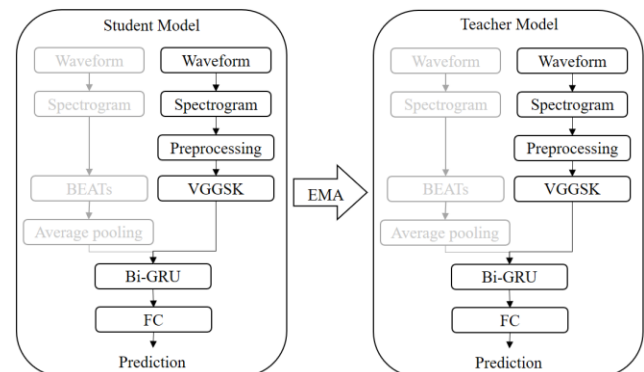 Student Model
Waveform
Waveform
Spectrogram
Spectrogram
Preprocessing
BEATs
VGGSK
Average pooling
Bi-GRU
FC
Prediction
EMA
Teacher Model
Waveform
Waveform
Spectrogram
Spectrogram
Preprocessing
BEATs
VGGSK
Average pooling
Bi-GRU
FC
Prediction